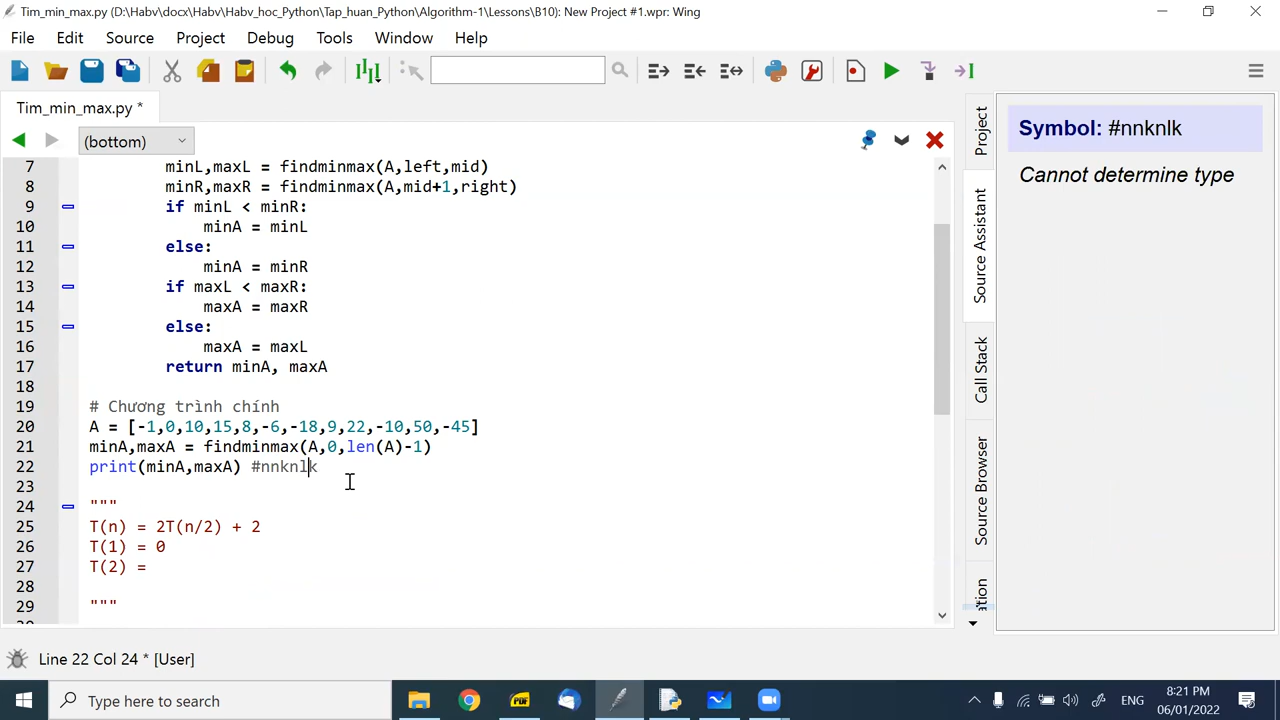 Tim_min_max.py (D:\Habv\docx\Habv\Habv_hoc_Python\Tap_huan_Python\Algorithm-1\Lessons\B10): New Project #1.wpr: Wing
File Edit Source Project Debug Tools Window Help
Tim_min_max.py *
(bottom)
7 minL,maxL = findminmax(A,left,mid)
8 minR,maxR = findminmax(A,mid+1,right)
9 if minL < minR:
10 minA = minL
11 else:
12 minA = minR
13 if maxL < maxR:
14 maxA = maxR
15 else:
16 maxA = maxL
17 return minA, maxA
18
19 # Chương trình chính
20 A = [-1,0,10,15,8,-6,-18,9,22,-10,50,-45]
21 minA,maxA = findminmax(A,0,len(A)-1)
22 print(minA,maxA) #nnknlk
23
24 """
25 T(n) = 2T(n/2) + 2
26 T(1) = 0
27 T(2) =
28
29 """
Project
Source Assistant
Call Stack
Source Browser
Symbol: #nnknlk
Cannot determine type
Line 22 Col 24 * [User]
Type here to search
PDF
ENG
8:21 PM
06/01/2022